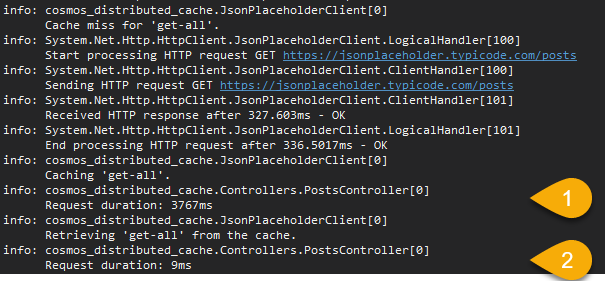 info: cosmos_distributed_cache.JsonPlaceholderClient[0]
Cache miss for 'get-all'.
info: System.Net.Http.HttpClient.JsonPlaceholderClient.LogicalHandler[100]
Start processing HTTP request GET https://jsonplaceholder.typicode.com/posts
info: System.Net.Http.HttpClient.JsonPlaceholderClient.ClientHandler[100]
Sending HTTP request GET https://jsonplaceholder.typicode.com/posts
info: System.Net.Http.HttpClient.JsonPlaceholderClient.ClientHandler[101]
Received HTTP response after 327.603ms - OK
info: System.Net.Http.HttpClient.JsonPlaceholderClient.LogicalHandler[101]
End processing HTTP request after 336.5017ms - OK
info: cosmos_distributed_cache.JsonPlaceholderClient[0]
Caching 'get-all'.
info: cosmos_distributed_cache.Controllers.PostsController[0]
Request duration: 3767ms
1
info: cosmos_distributed_cache.JsonPlaceholderClient[0]
Retrieving 'get-all' from the cache.
info: cosmos_distributed_cache.Controllers.PostsController[0]
Request duration: 9ms
2